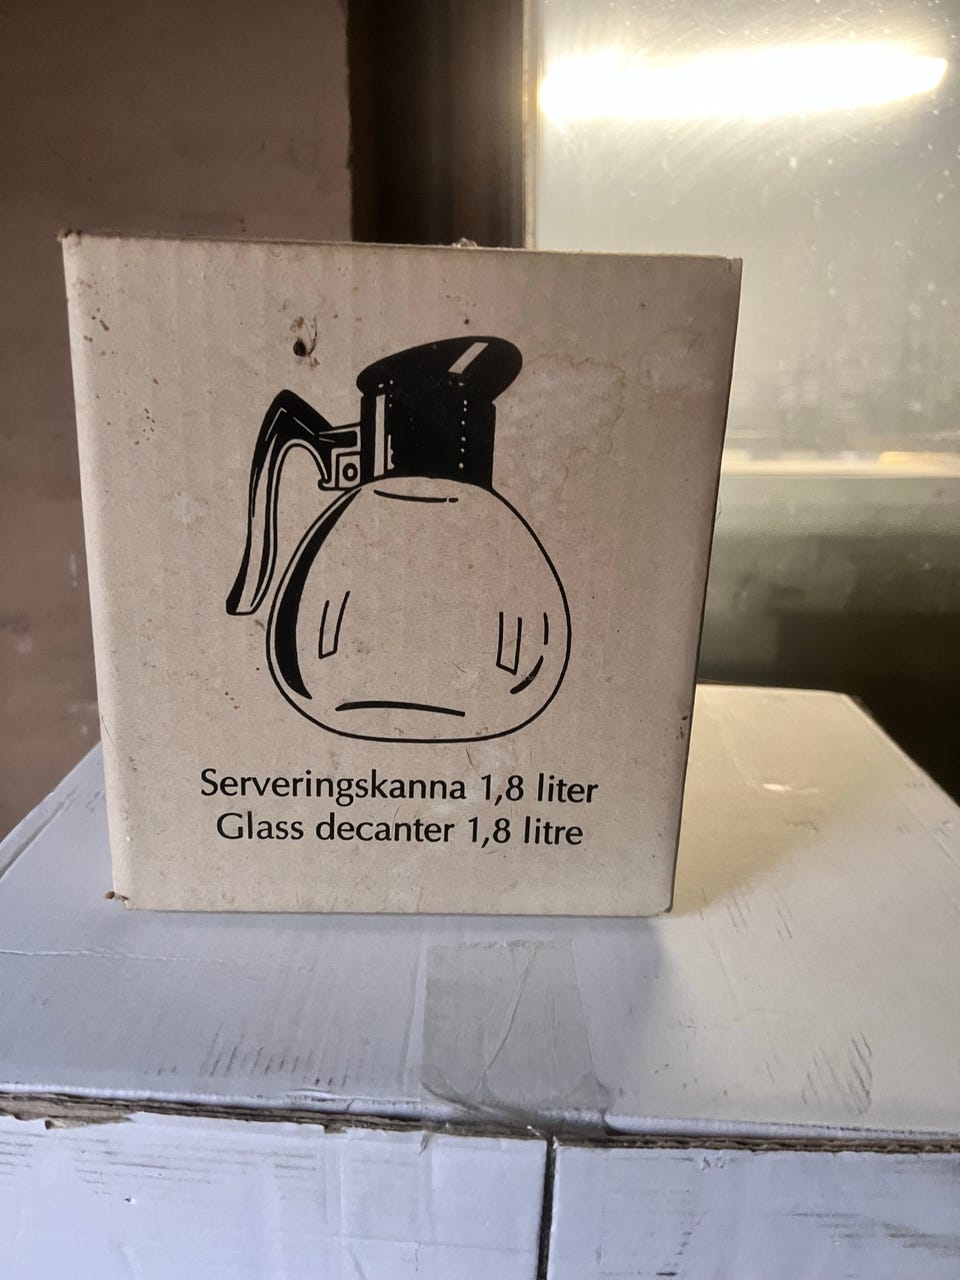 Serveringskanna 1,8 liter
Glass decanter 1,8 litre